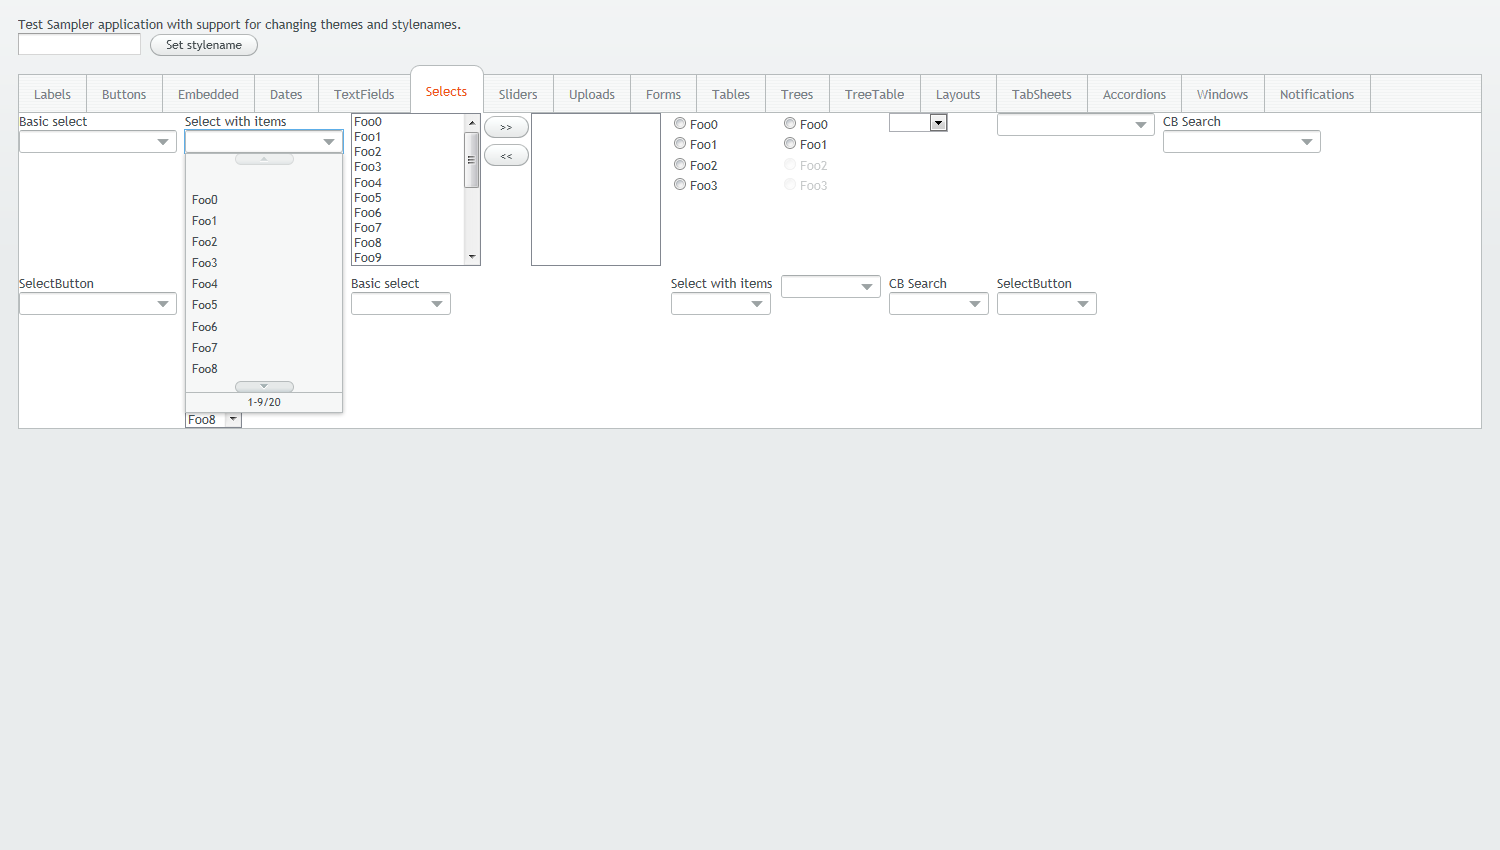 Test Sampler application with support for changing themes and stylenames.
Set stylename
Labels Buttons Embedded Dates TextFields Selects Sliders Uploads Forms Tables Trees TreeTable Layouts TabSheets Accordions Windows Notifications
Basic select
Select with items
Foo0
Foo1
Foo2
Foo3
Foo4
Foo5
Foo6
Foo7
Foo8
1-9/20
Foo8
Foo0
Foo1
Foo2
Foo3
Foo4
Foo5
Foo6
Foo7
Foo8
Foo9
>>
<<
Foo0
Foo1
Foo2
Foo3
Foo0
Foo1
Foo2
Foo3
CB Search
SelectButton
Basic select
Select with items
CB Search
SelectButton